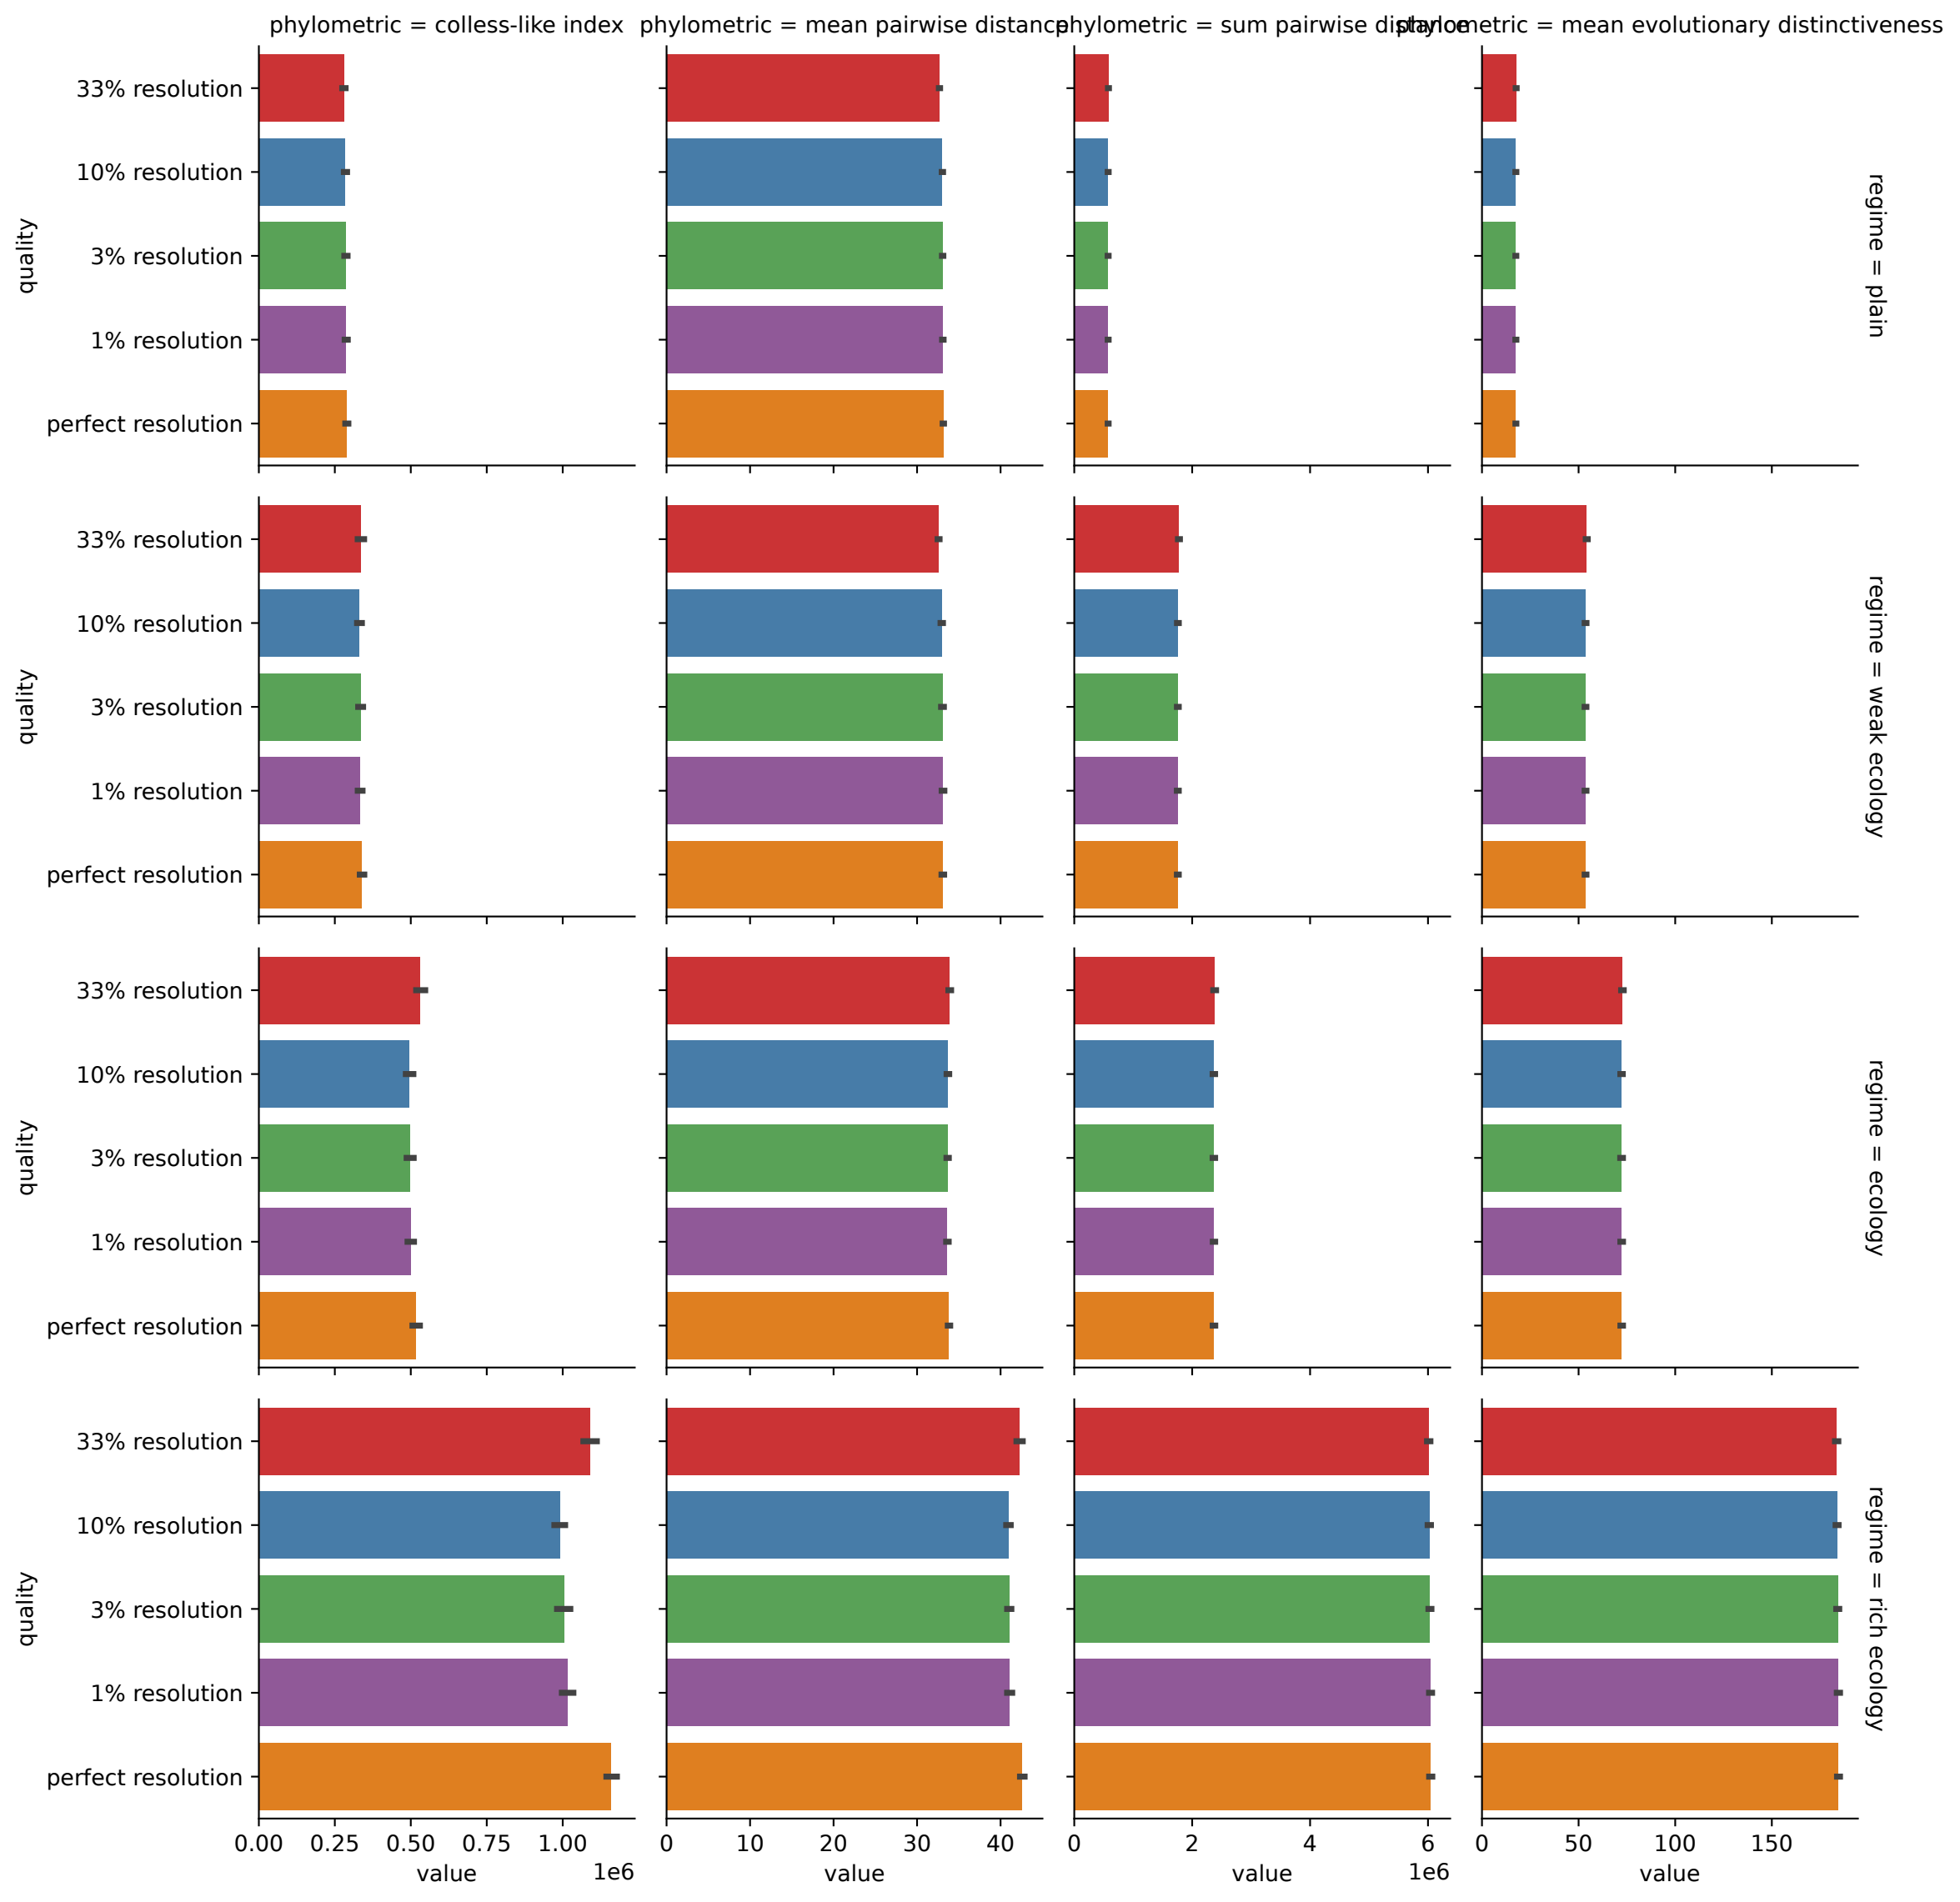 phylometric = colless-like index
phylometric = mean pairwise distance
phylometric = sum pairwise distance
phylometric = mean evolutionary distinctiveness
quality
33% resolution
10% resolution
3% resolution
1% resolution
perfect resolution
regime = plain
quality
33% resolution
10% resolution
3% resolution
1% resolution
perfect resolution
regime = weak ecology
quality
33% resolution
10% resolution
3% resolution
1% resolution
perfect resolution
regime = ecology
quality
33% resolution
10% resolution
3% resolution
1% resolution
perfect resolution
regime = rich ecology
0.00 0.25 0.50 0.75 1.00
value
1e6
0 10 20 30 40
value
0 2 4 6
value
1e6
0 50 100 150
value